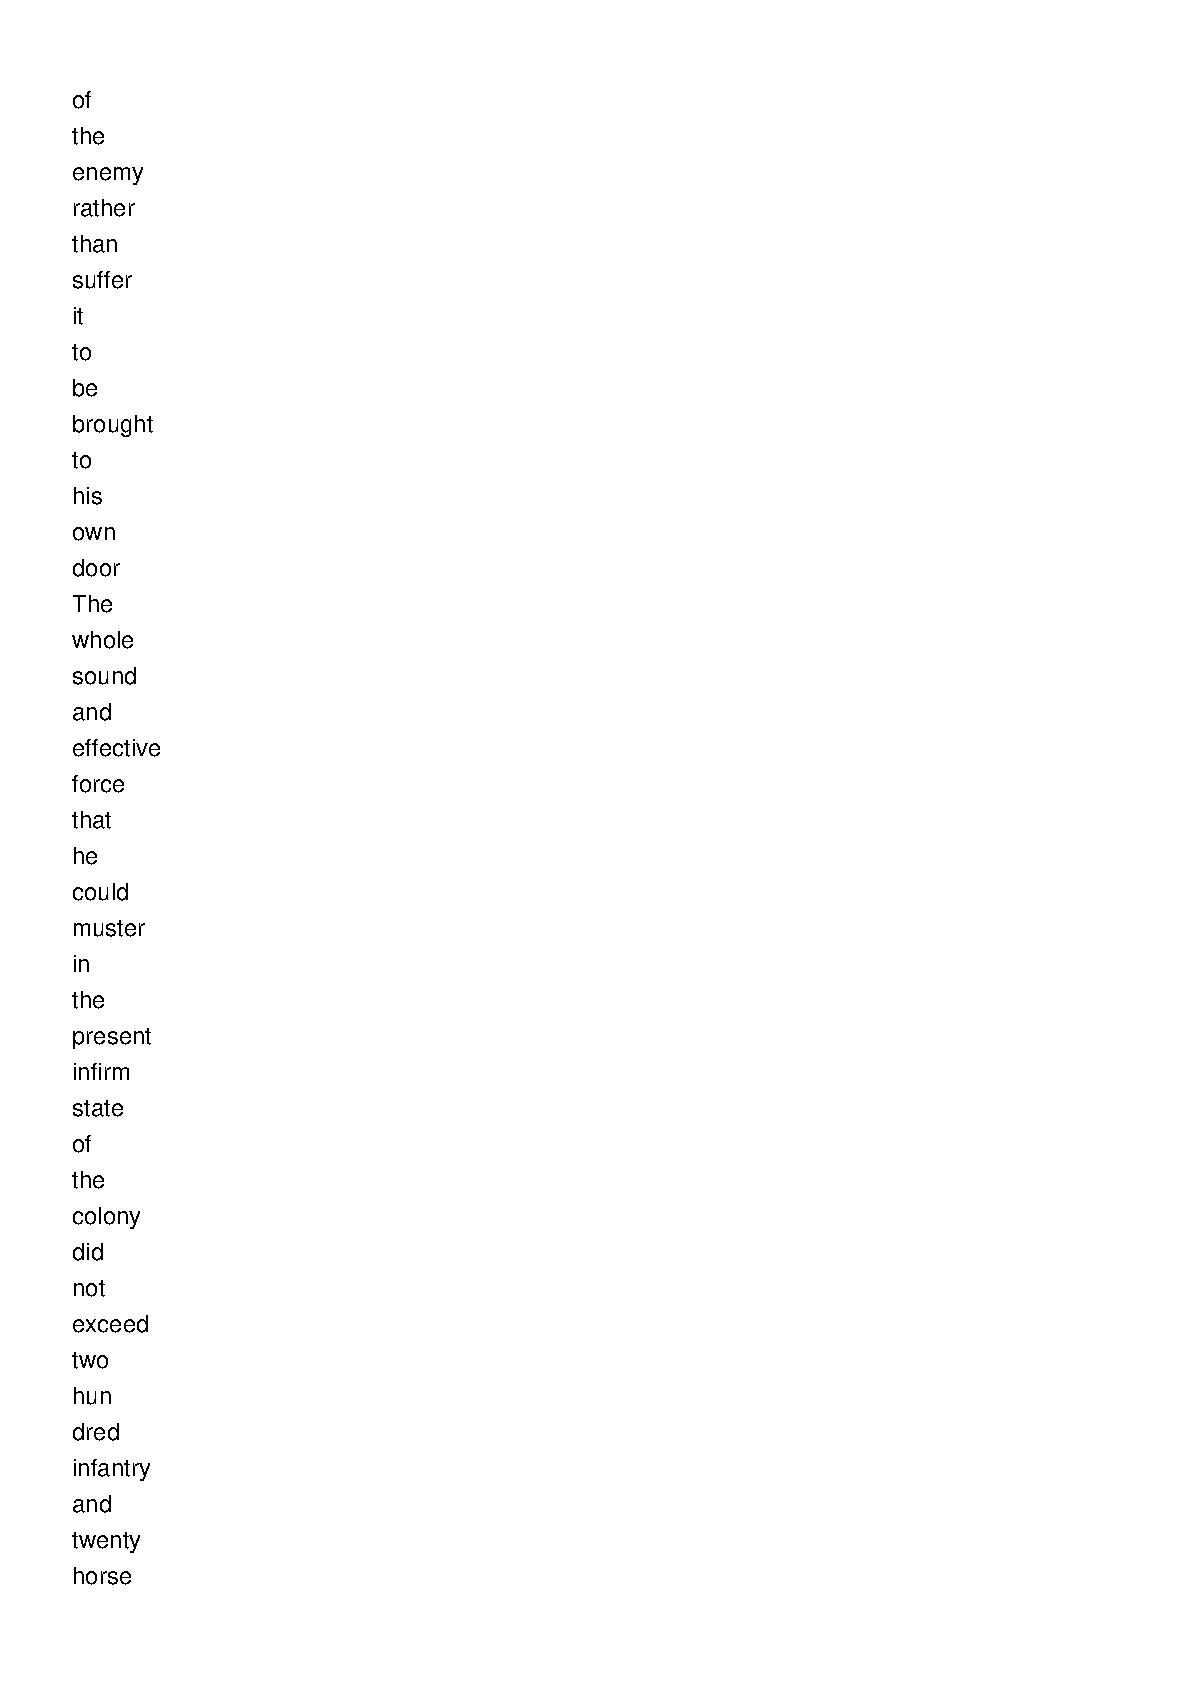 of
the
enemy
rather
than
suffer
it
to
be
brought
to
his
own
door
The
whole
sound
and
effective
force
that
he
could
muster
in
the
present
infirm
state
of
the
colony
did
not
exceed
two
hun
dred
infantry
and
twenty
horse